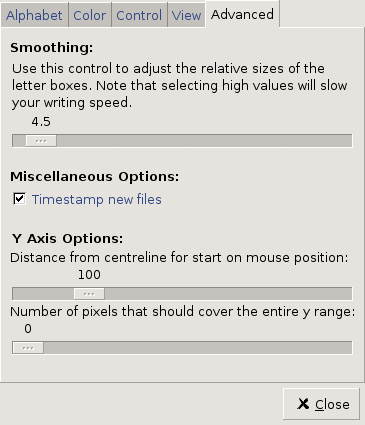 Alphabet Color Control View Advanced
Smoothing:
Use this control to adjust the relative sizes of the
letter boxes. Note that selecting high values will slow
your writing speed.
4.5
Miscellaneous Options:
Timestamp new files
Y Axis Options:
Distance from centreline for start on mouse position:
100
Number of pixels that should cover the entire y range:
0
Close